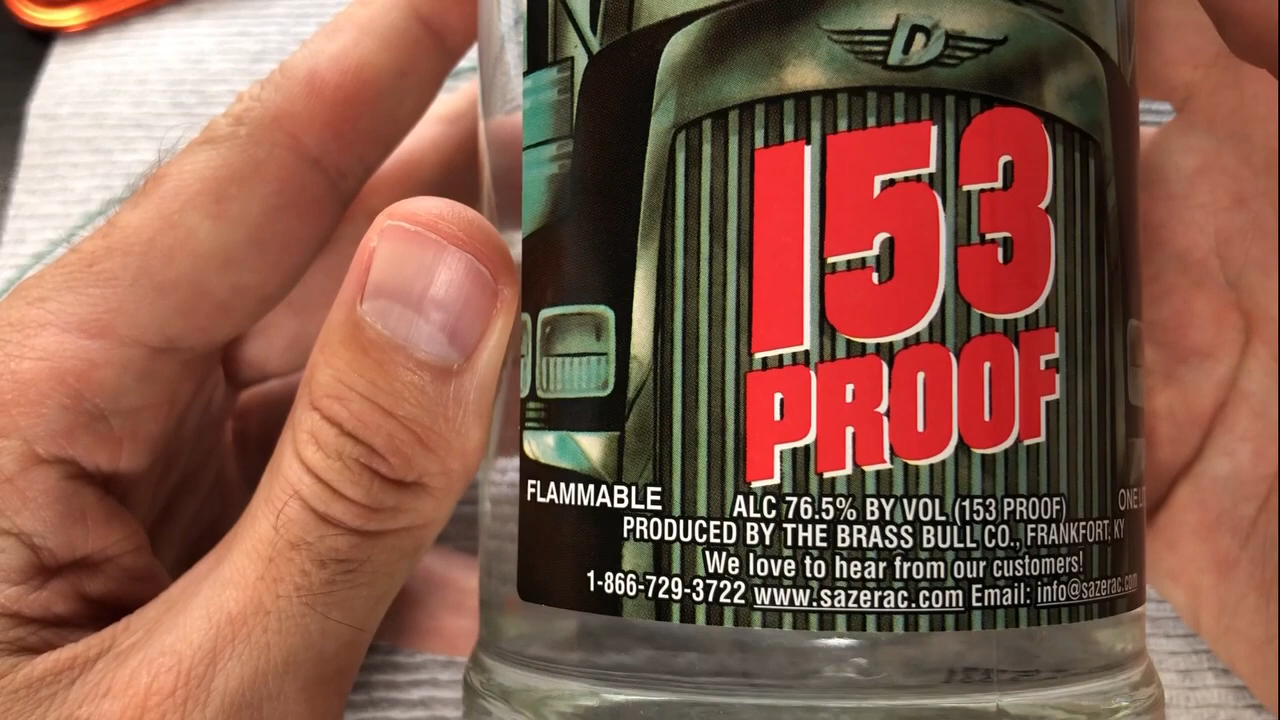 D
153
PROOF
FLAMMABLE
ALC 76.5% BY VOL (153 PROOF)
ONE
PRODUCED BY THE BRASS BULL CO., FRANKFORT, KY
We love to hear from our customers!
1-866-729-3722 www.sazerac.com Email: info@sazerac.com